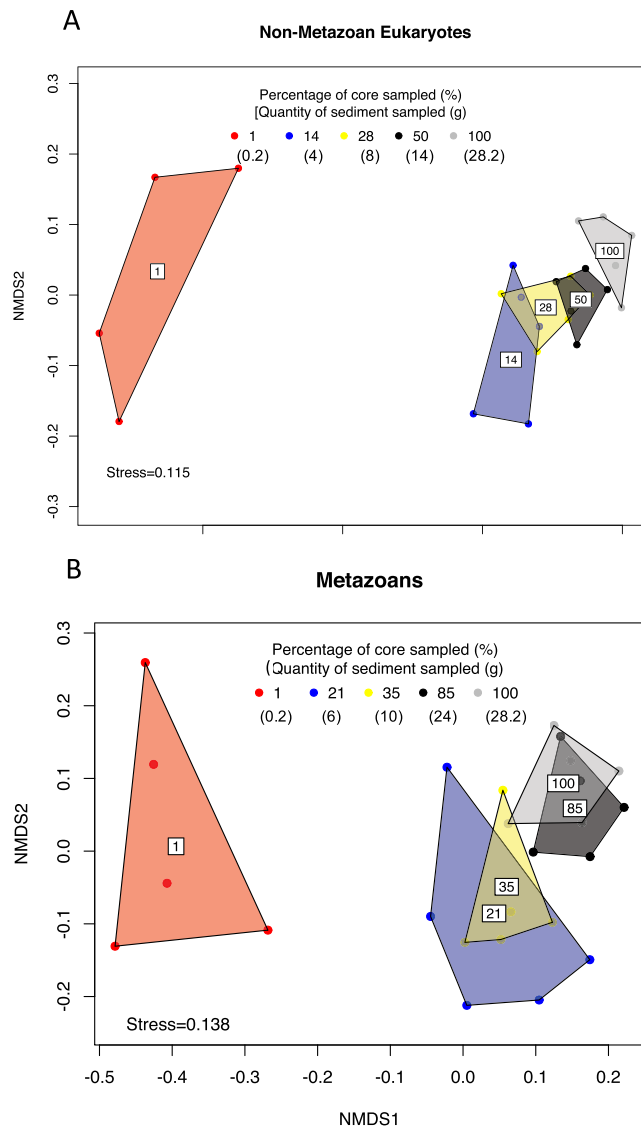 A
Non-Metazoan Eukaryotes
Percentage of core sampled (%)
[Quantity of sediment sampled (g)
1 14 28 50 100
(0.2) (4) (8) (14) (28.2)
0.3
0.2
0.1
0.0
-0.1
-0.2
-0.3
NMDS2
1
100
28
50
14
Stress=0.115
B
Metazoans
Percentage of core sampled (%)
(Quantity of sediment sampled (g)
1 21 35 85 100
(0.2) (6) (10) (24) (28.2)
0.3
0.2
0.1
0.0
-0.1
-0.2
NMDS2
1
100
85
35
21
Stress=0.138
-0.5 -0.4 -0.3 -0.2 -0.1 0.0 0.1 0.2
NMDS1